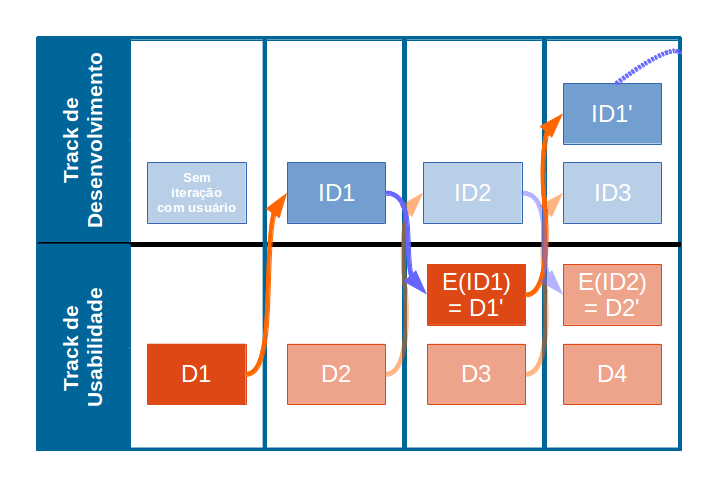 Track de
Desenvolvimento
Sem
iteração
com usuário
ID1
ID2
ID1'
ID3
Track de
Usabilidade
D1
D2
E(ID1)
= D1'
D3
E(ID2)
= D2'
D4